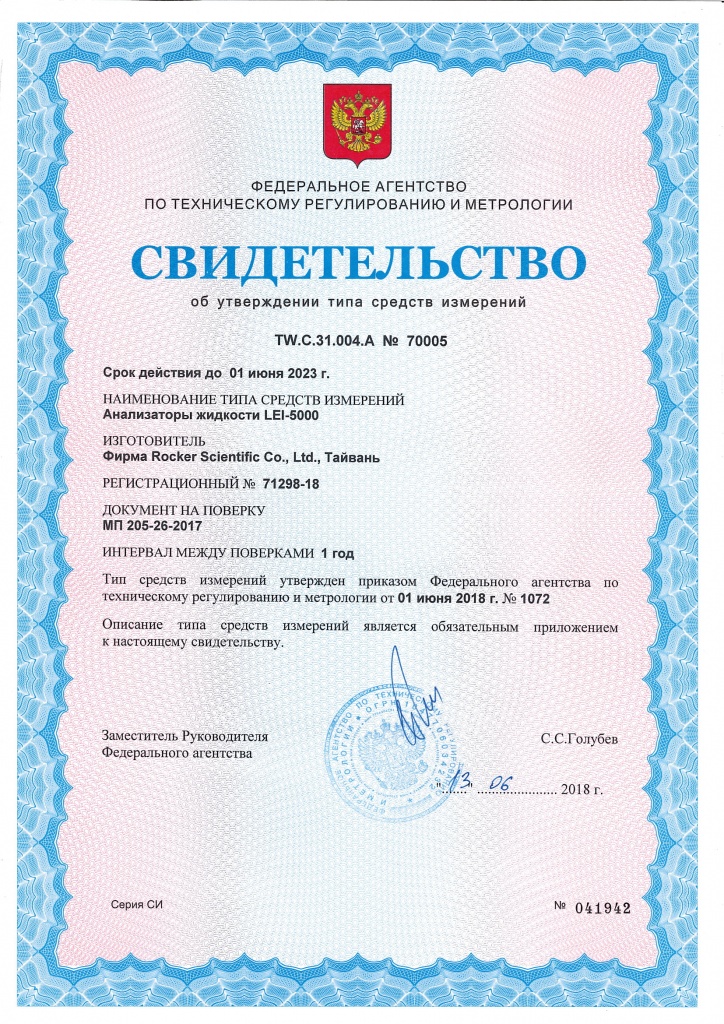 ФЕДЕРАЛЬНОЕ АГЕНТСТВО
ПО ТЕХНИЧЕСКОМУ РЕГУЛИРОВАНИЮ И МЕТРОЛОГИИ
СВИДЕТЕЛЬСТВО
об утверждении типа средств измерений
TW.C.31.004.A № 70005
Срок действия до 01 июня 2023 г.
НАИМЕНОВАНИЕ ТИПА СРЕДСТВ ИЗМЕРЕНИЙ
Анализаторы жидкости LEI-5000
ИЗГОТОВИТЕЛЬ
Фирма Rocker Scientific Co., Ltd., Тайвань
РЕГИСТРАЦИОННЫЙ № 71298-18
ДОКУМЕНТ НА ПОВЕРКУ
МП 205-26-2017
ИНТЕРВАЛ МЕЖДУ ПОВЕРКАМИ 1 год
Тип средств измерений утвержден приказом Федерального агентства по
техническому регулированию и метрологии от 01 июня 2018 г. № 1072
Описание типа средств измерений является обязательным приложением
к настоящему свидетельству.
Заместитель Руководителя
Федерального агентства
С.С.Голубев
"13" 06 2018 г.
Серия СИ
№ 041942